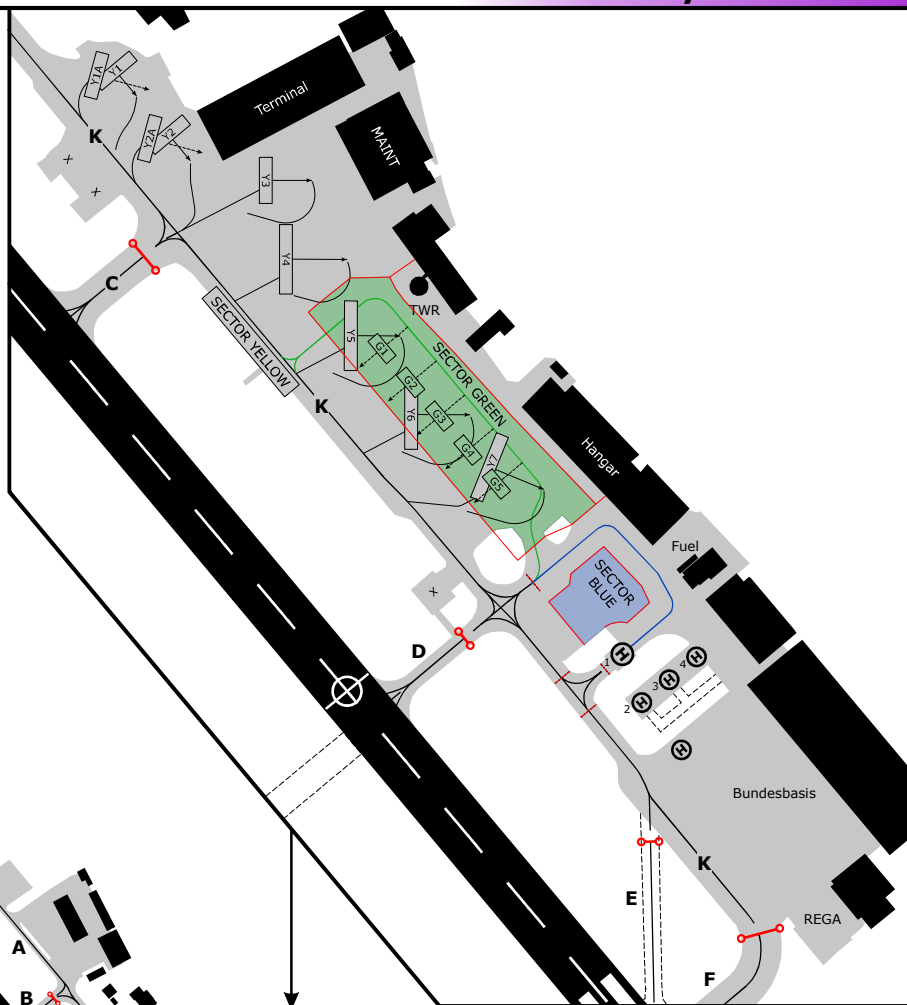 Terminal
MAINT
Y1A
Y1
Y2A
Y2
K
Y3
C
Y4
TWR
SECTOR YELLOW
Y5
G1
SECTOR GREEN
G2
K
Y6
G3
G4
Y7
G5
Hangar
Fuel
SECTOR
BLUE
D
1
H
4
H
3
H
2
H
H
Bundesbasis
K
E
REGA
F
A
B